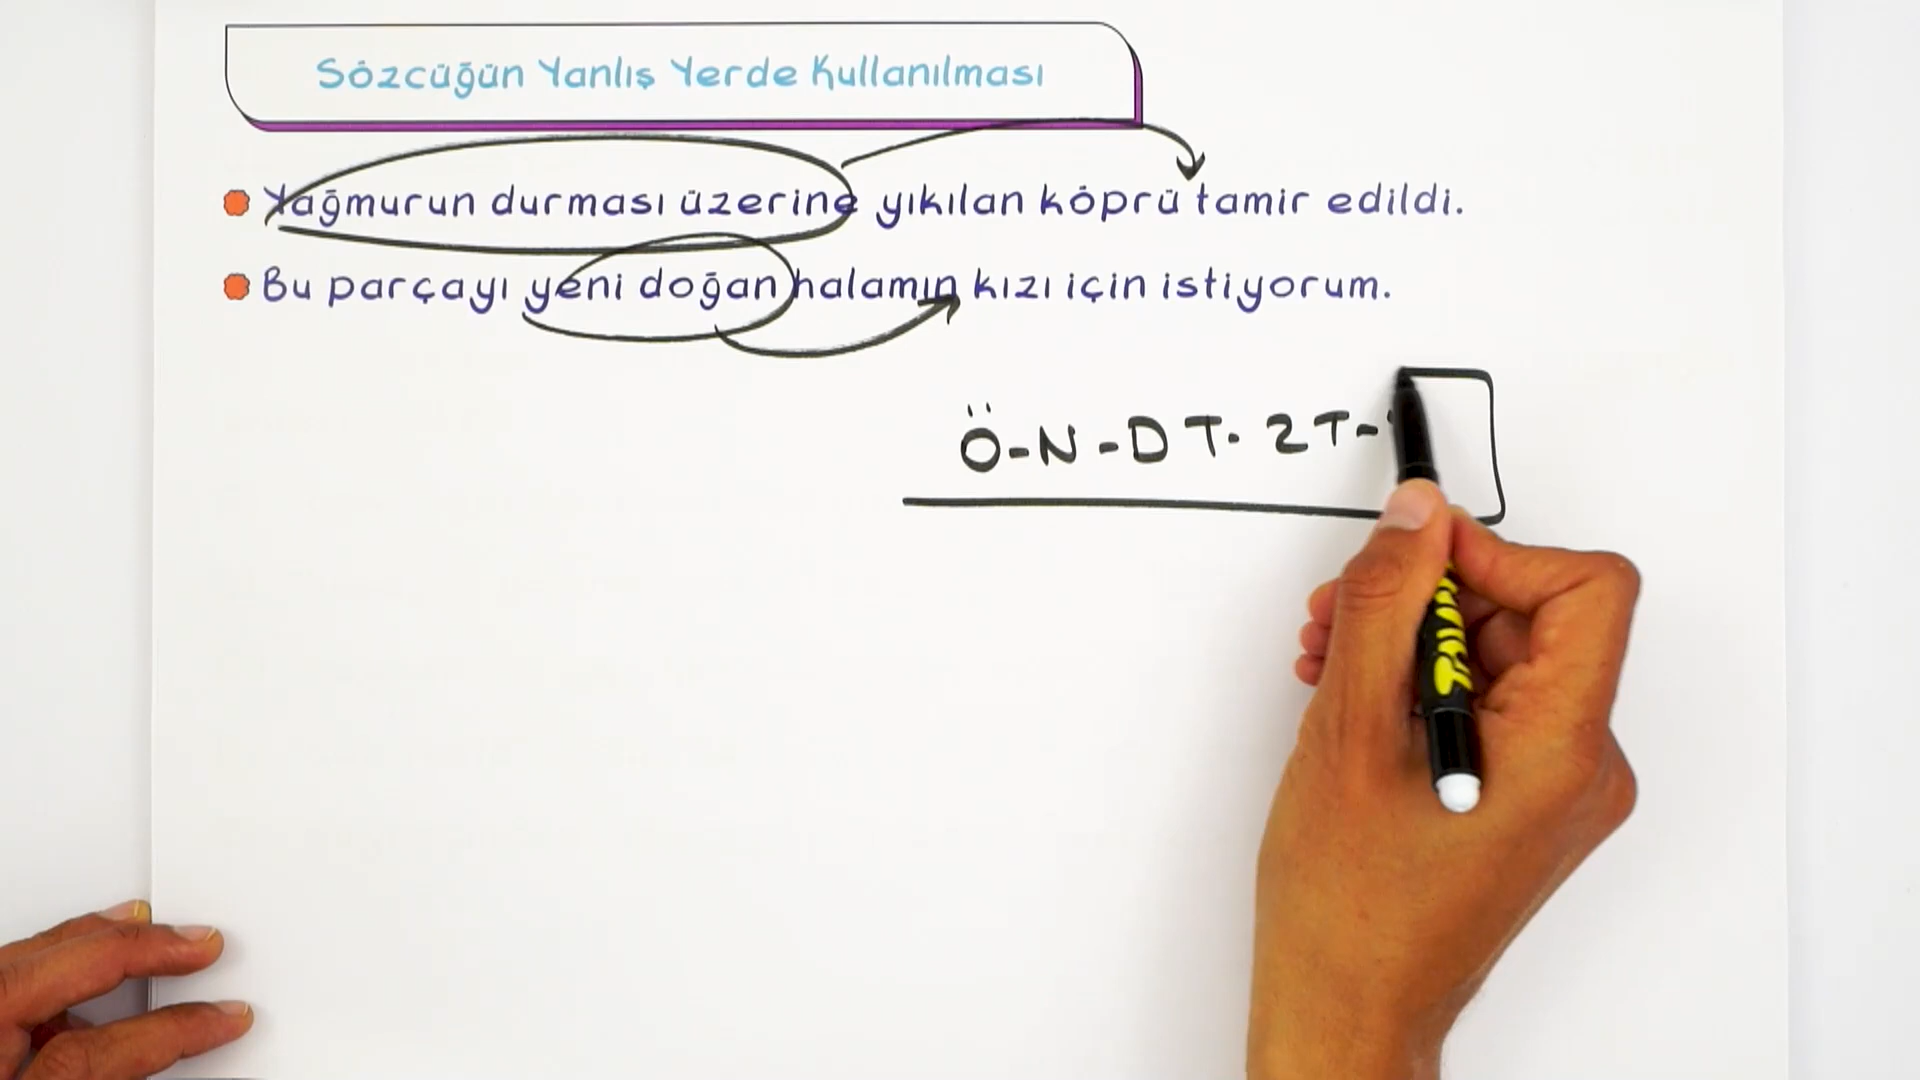 Sözcüğün Yanlış Yerde Kullanılması
Yağmurun durması üzerine yıkılan köprü tamir edildi.
Bu parçayı yeni doğan halamın kızı için istiyorum.
Ö-N-DT-ZT-